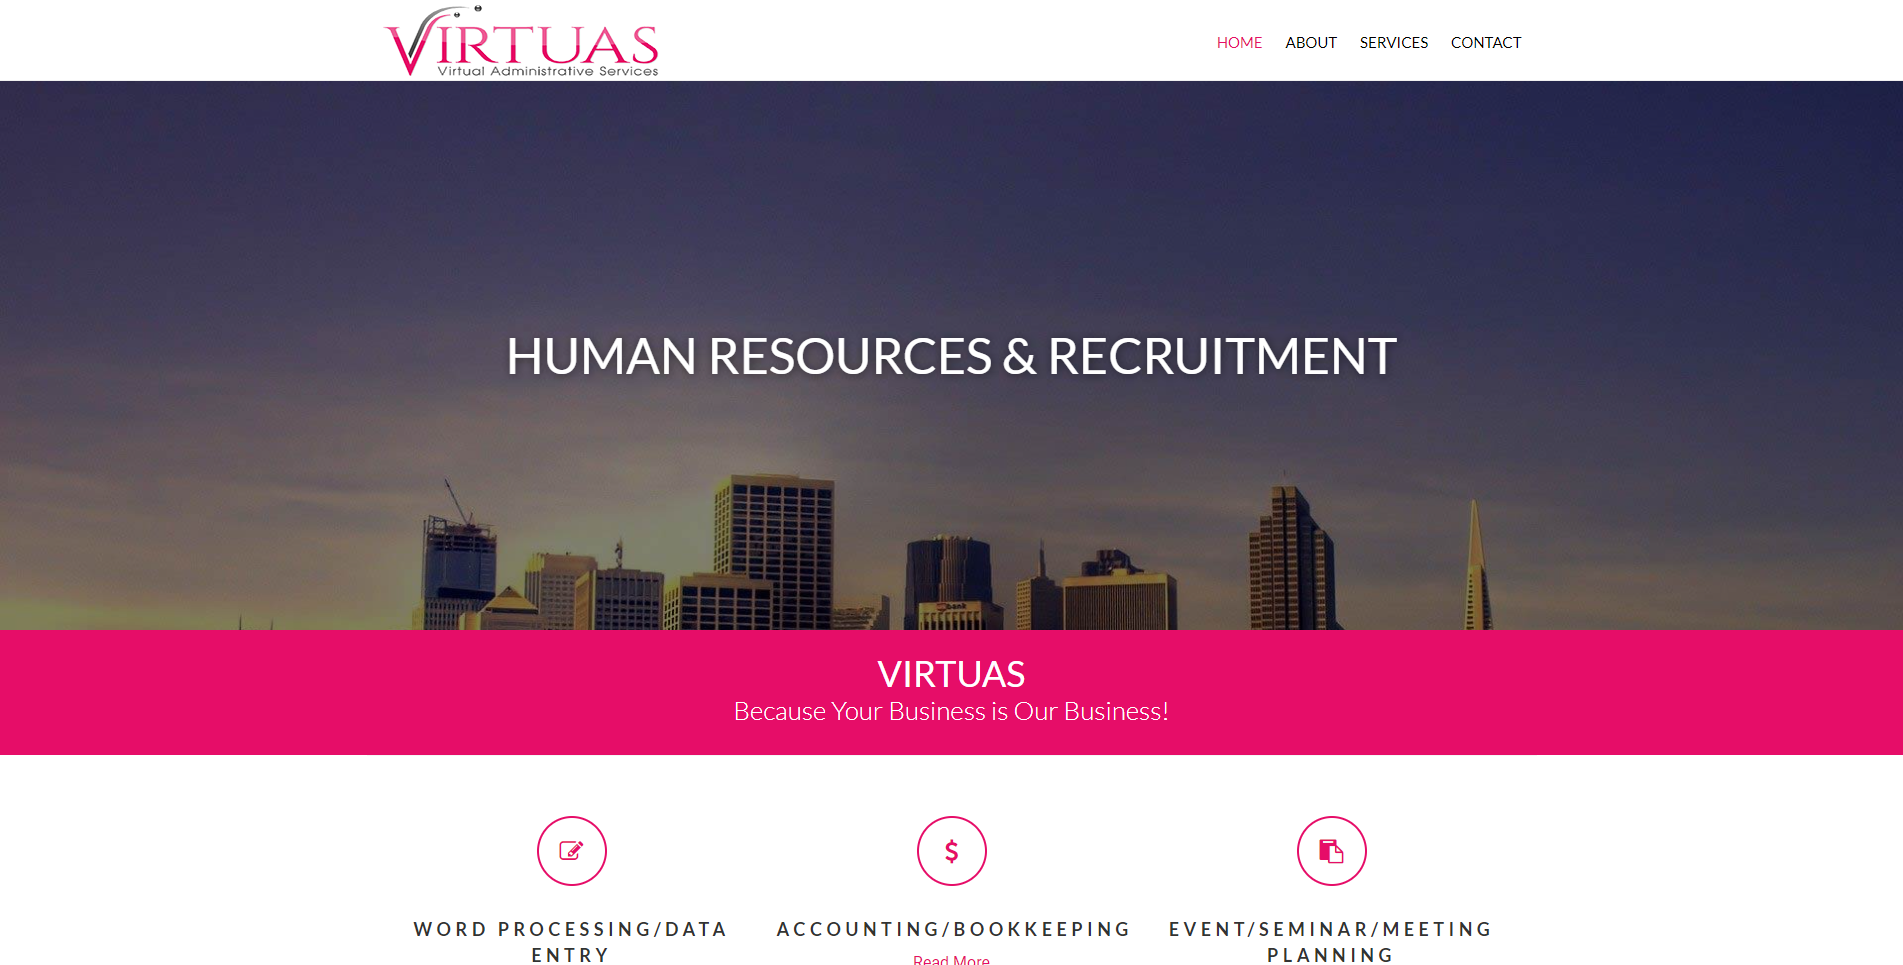 VIRTUAS
Virtual Administrative Services
HOME ABOUT SERVICES CONTACT
HUMAN RESOURCES & RECRUITMENT
bank
VIRTUAS
Because Your Business is Our Business!
WORD PROCESSING/DATA
ENTRY
ACCOUNTING/BOOKKEEPING
Read More
EVENT/SEMINAR/MEETING
PLANNING